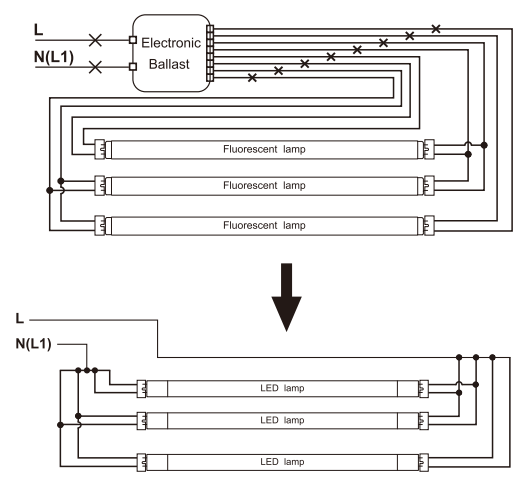 L
N(L1)
Electronic
Ballast
Fluorescent lamp
Fluorescent lamp
Fluorescent lamp
L
N(L1)
LED lamp
LED lamp
LED lamp